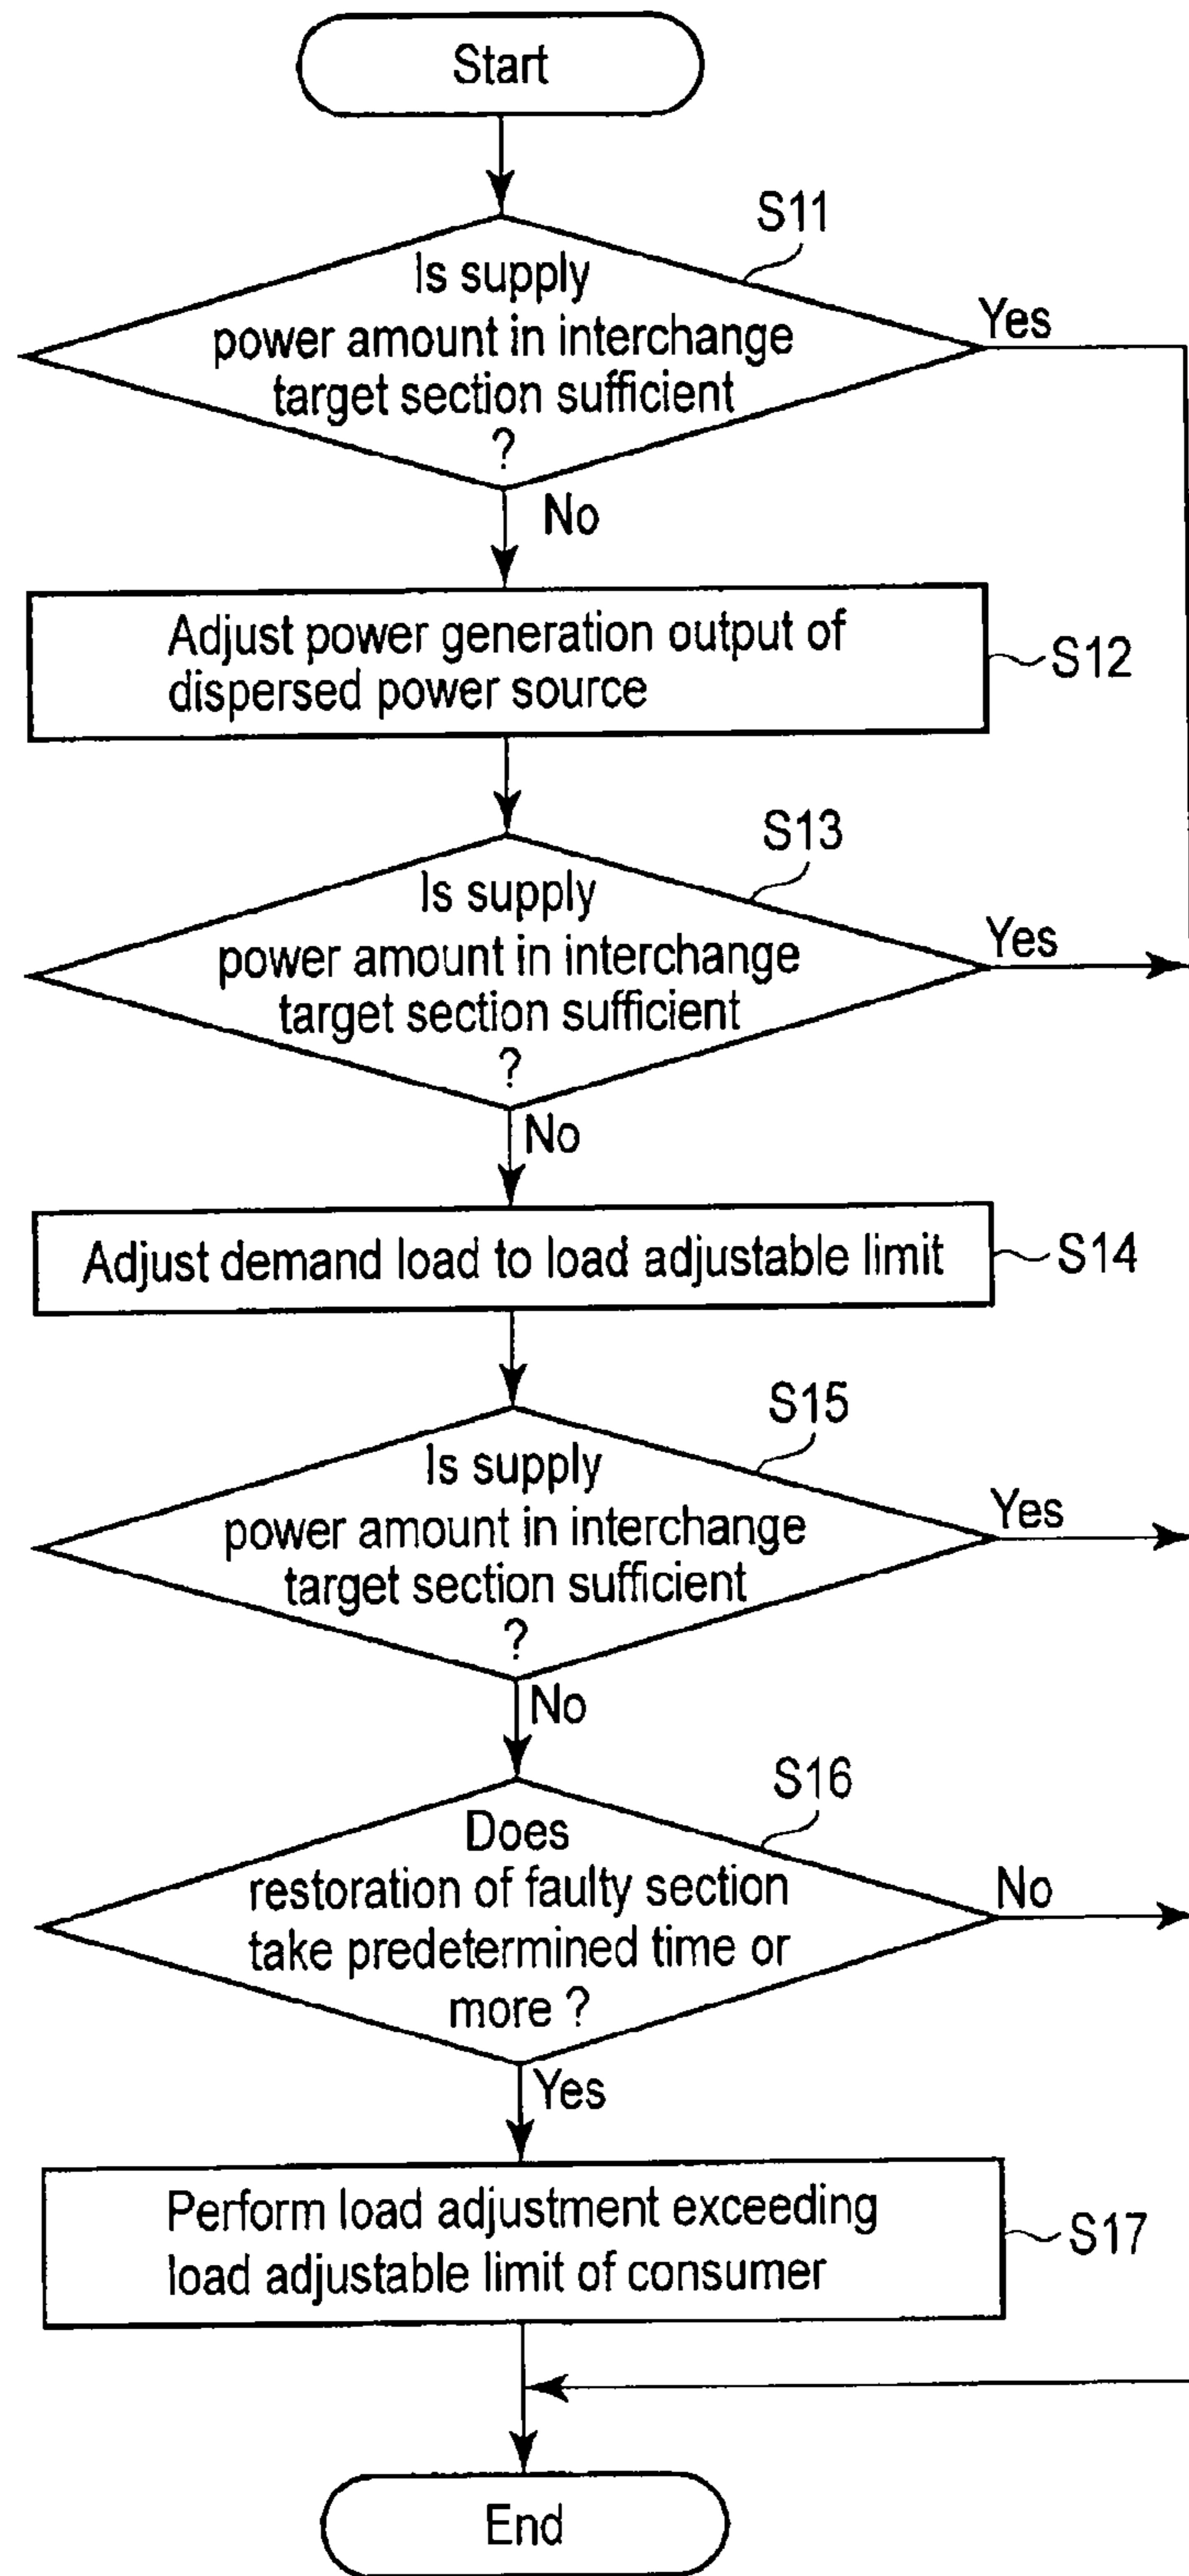 Start
S11
Is supply
power amount in interchange
target section sufficient
?
Yes
No
Adjust power generation output of
dispersed power source
S12
S13
Is supply
power amount in interchange
target section sufficient
?
Yes
No
Adjust demand load to load adjustable limit
S14
S15
Is supply
power amount in interchange
target section sufficient
?
Yes
No
S16
Does
restoration of faulty section
take predetermined time or
more ?
No
Yes
Perform load adjustment exceeding
load adjustable limit of consumer
S17
End